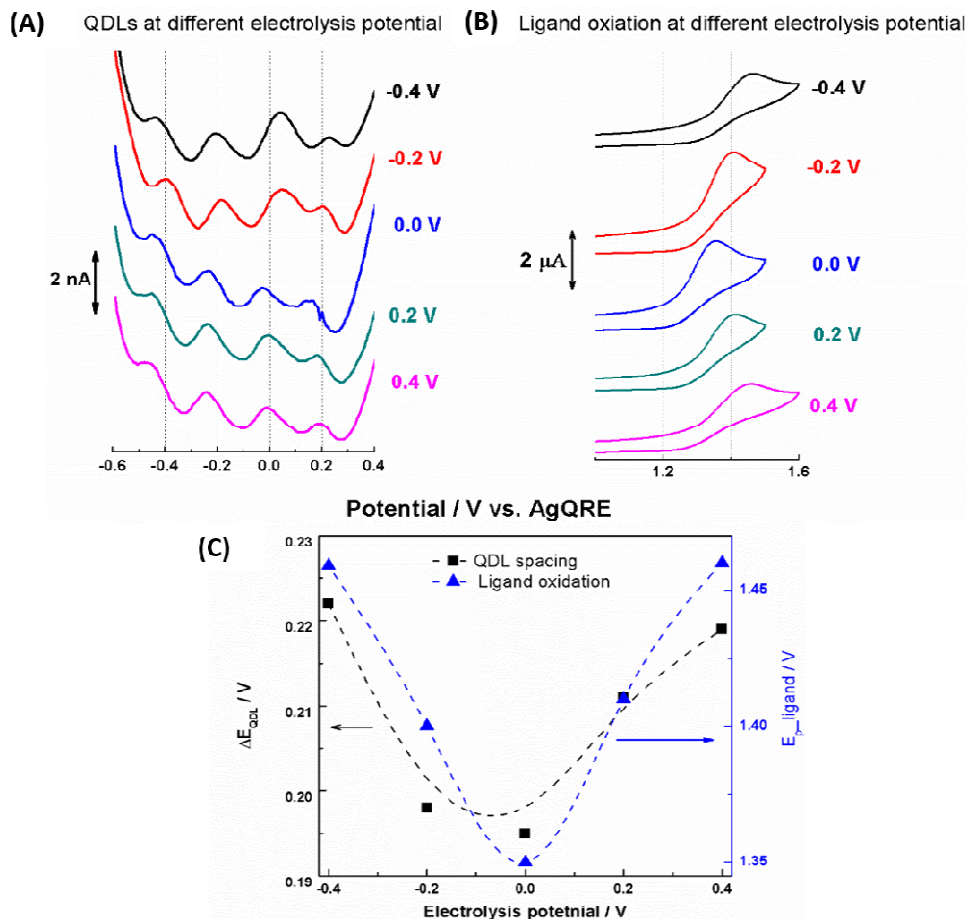 (A) QDLs at different electrolysis potential
(B) Ligand oxiation at different electrolysis potential
-0.4 V
-0.2 V
0.0 V
0.2 V
0.4 V
2 nA
-0.6 -0.4 -0.2 0.0 0.2 0.4
-0.4 V
-0.2 V
0.0 V
0.2 V
0.4 V
2 µA
1.2 1.6
Potential / V vs. AgQRE
(C)
QDL spacing
Ligand oxidation
0.23
0.22
0.21
0.20
0.19
ΔE_QDL / V
1.45
1.40
1.35
E_p_ligand / V
-0.4 -0.2 0.0 0.2 0.4
Electrolysis potetnial / V